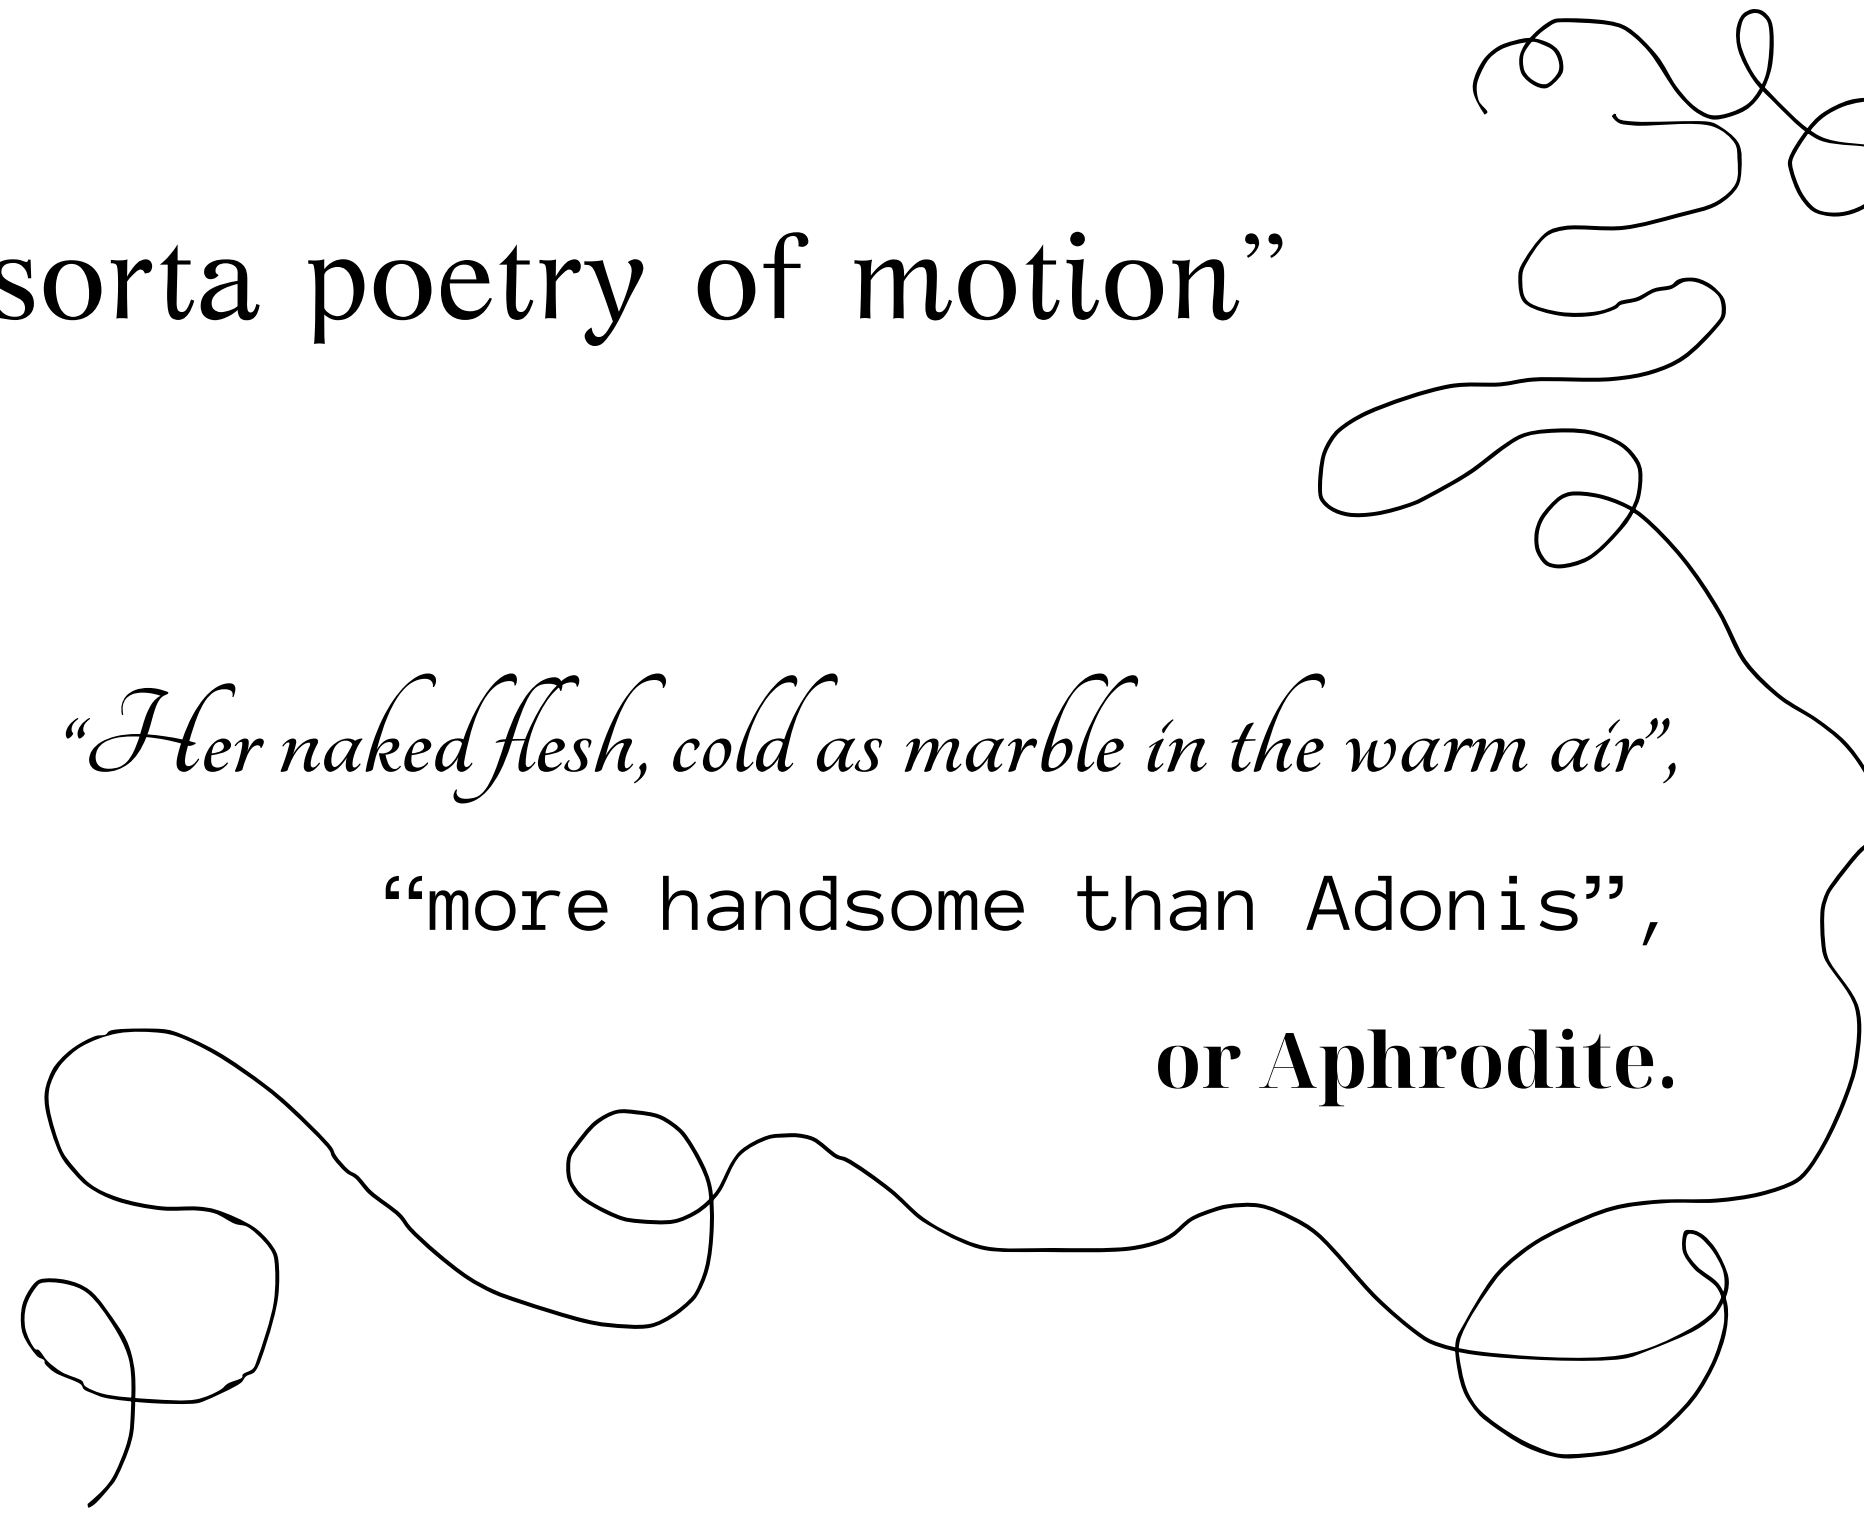 sorta poetry of motion”
“Her naked flesh, cold as marble in the warm air”,
“more handsome than Adonis”,
or Aphrodite.